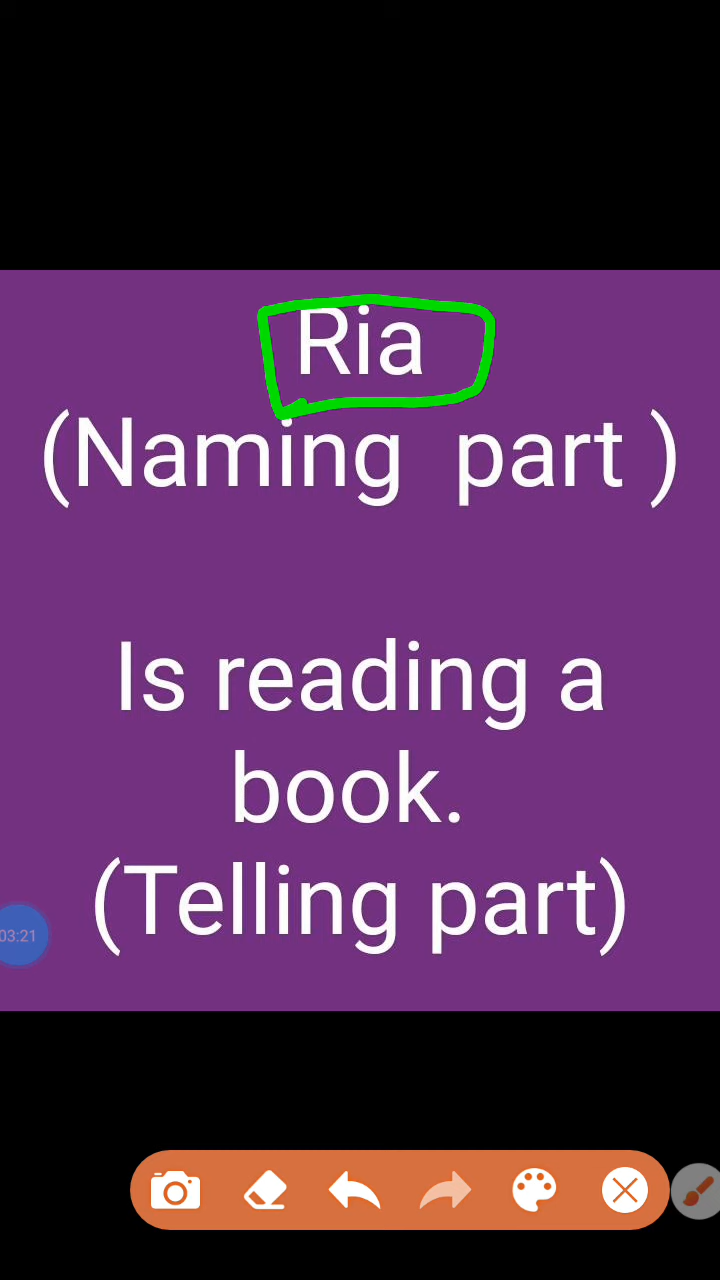 Ria
(Naming part )
Is reading a
book.
(Telling part)
03:21